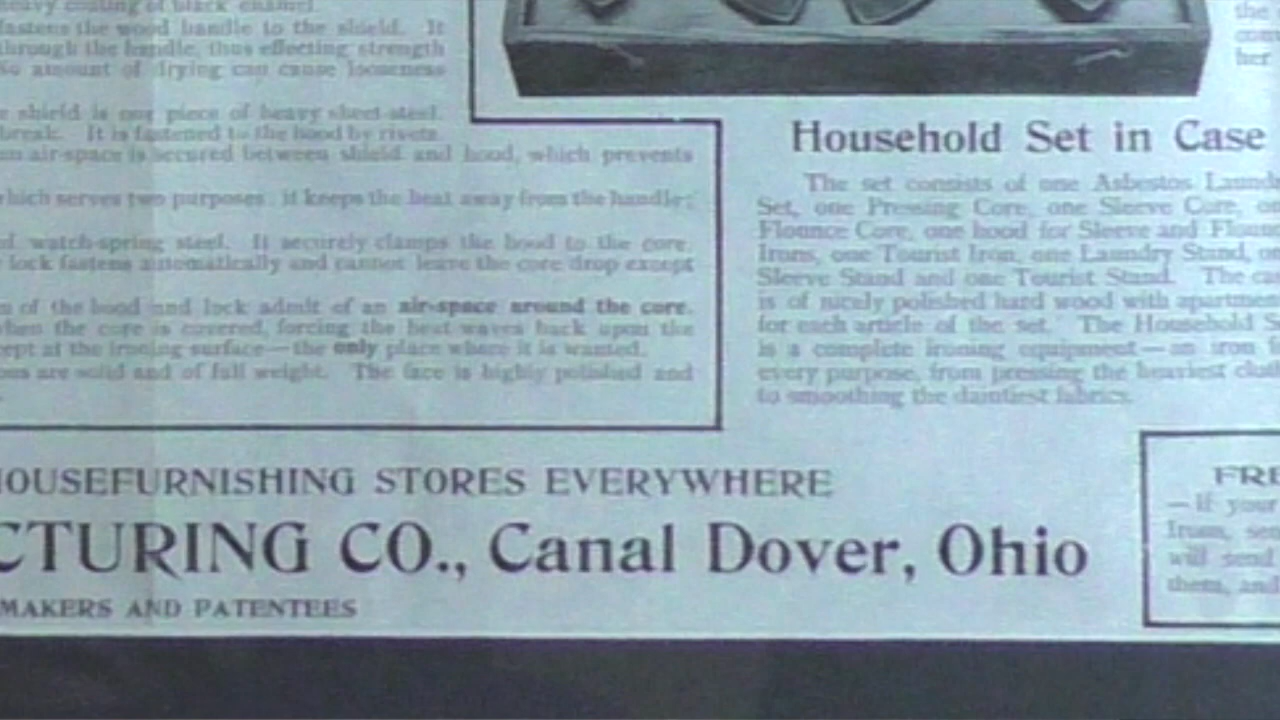 heavy coating of black enamel.
fastens the wood handle to the shield. It
through the handle, thus effecting strength
No amount of drying can cause looseness
shield is one piece of heavy sheet-steel.
break. It is fastened to the hood by rivets.
an air-space is secured between shield and hood, which prevents
which serves two purposes: it keeps the heat away from the handle;
of watch-spring steel. It securely clamps the hood to the core.
lock fastens automatically and cannot leave the core drop except
of the hood and lock admit of an air-space around the core.
when the core is covered, forcing the heat waves back upon the
ept at the ironing surface—the only place where it is wanted.
are solid and of full weight. The face is highly polished and
the
com
her
Household Set in Case
The set consists of one Asbestos Laund
Set, one Pressing Core, one Sleeve Core, on
Flounce Core, one hood for Sleeve and Floun
Irons, one Tourist Iron, one Laundry Stand, on
Sleeve Stand and one Tourist Stand. The ca
is of nicely polished hard wood with apartmen
for each article of the set. The Household S
is a complete ironing equipment—an iron f
every purpose, from pressing the heaviest clot
to smoothing the daintiest fabrics.
HOUSEFURNISHING STORES EVERYWHERE
CTURING CO., Canal Dover, Ohio
MAKERS AND PATENTEES
FRE
—If your
Irons, sen
will send
them, and